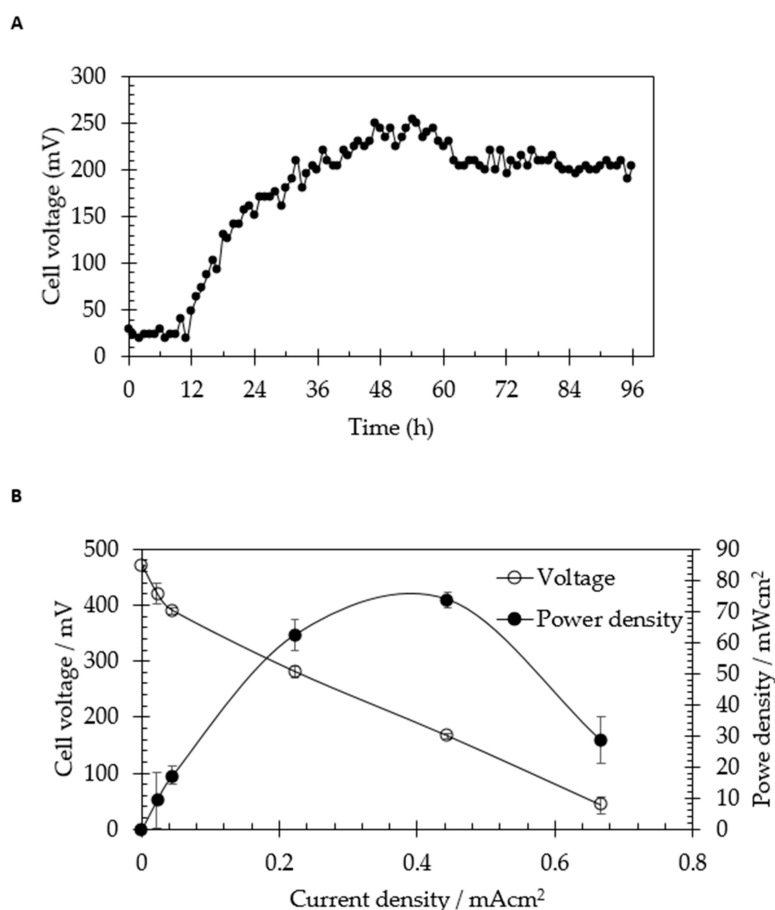 A
300
250
200
150
100
50
0
Cell voltage (mV)
0 12 24 36 48 60 72 84 96
Time (h)
B
500
400
300
200
100
0
Cell voltage / mV
Voltage
Power density
90
80
70
60
50
40
30
20
10
0
Powe density / mWcm²
0 0.2 0.4 0.6 0.8
Current density / mAcm²